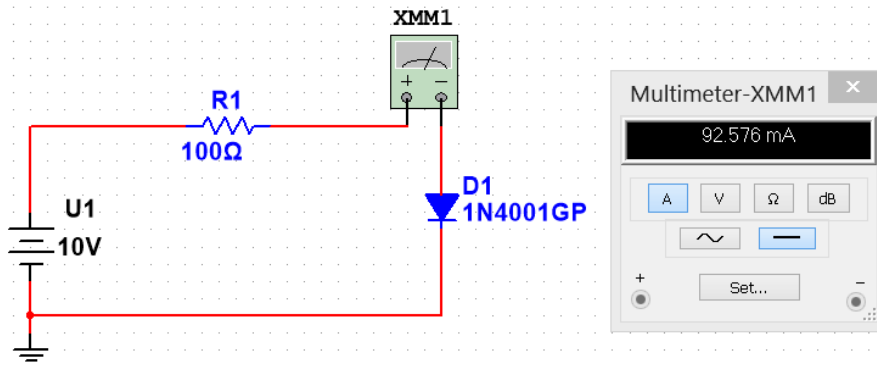 XMM1
+ −
R1
100Ω
U1
10V
D1
1N4001GP
Multimeter-XMM1 ×
92.576 mA
A V Ω dB
+ −
Set...